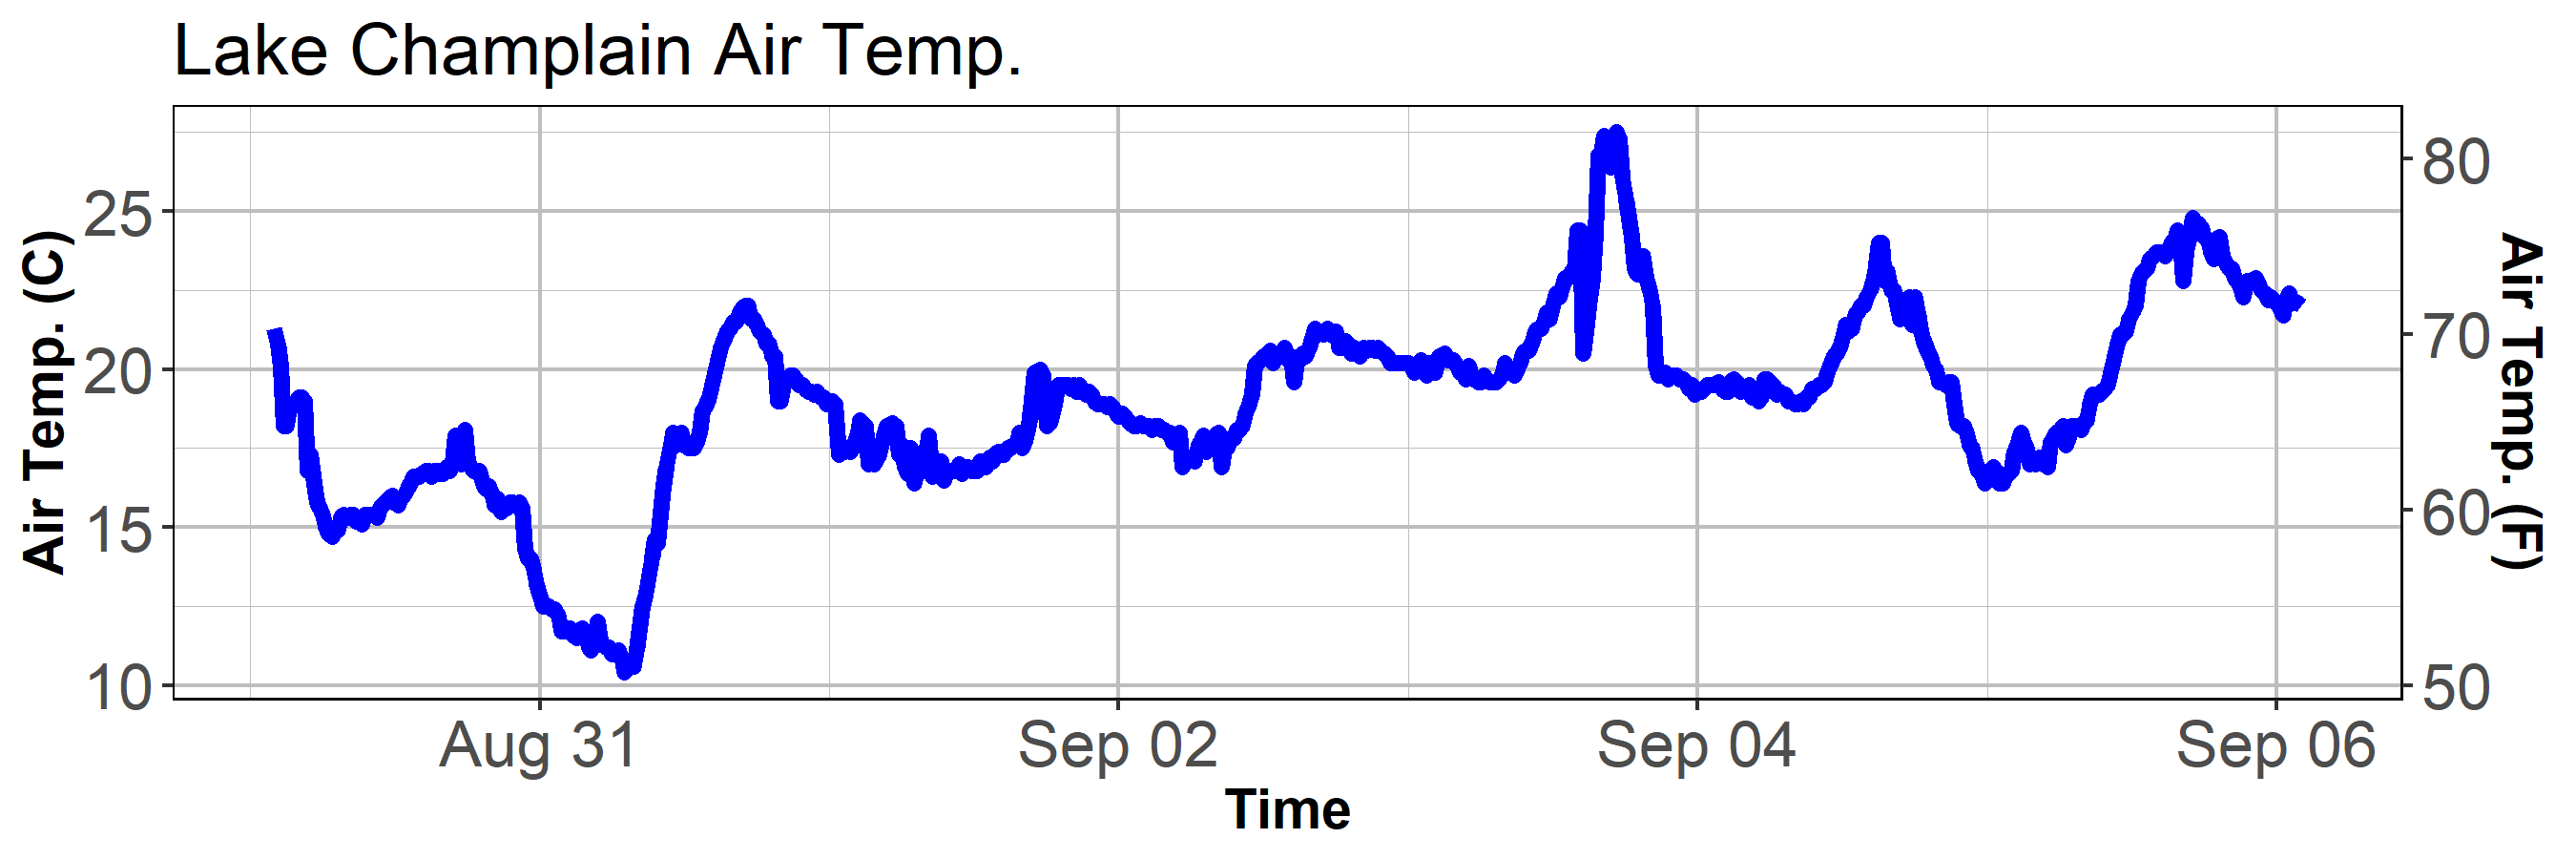 Lake Champlain Air Temp.
Air Temp. (C)
25
20
15
10
80
70
60
50
Air Temp. (F)
Aug 31
Sep 02
Sep 04
Sep 06
Time